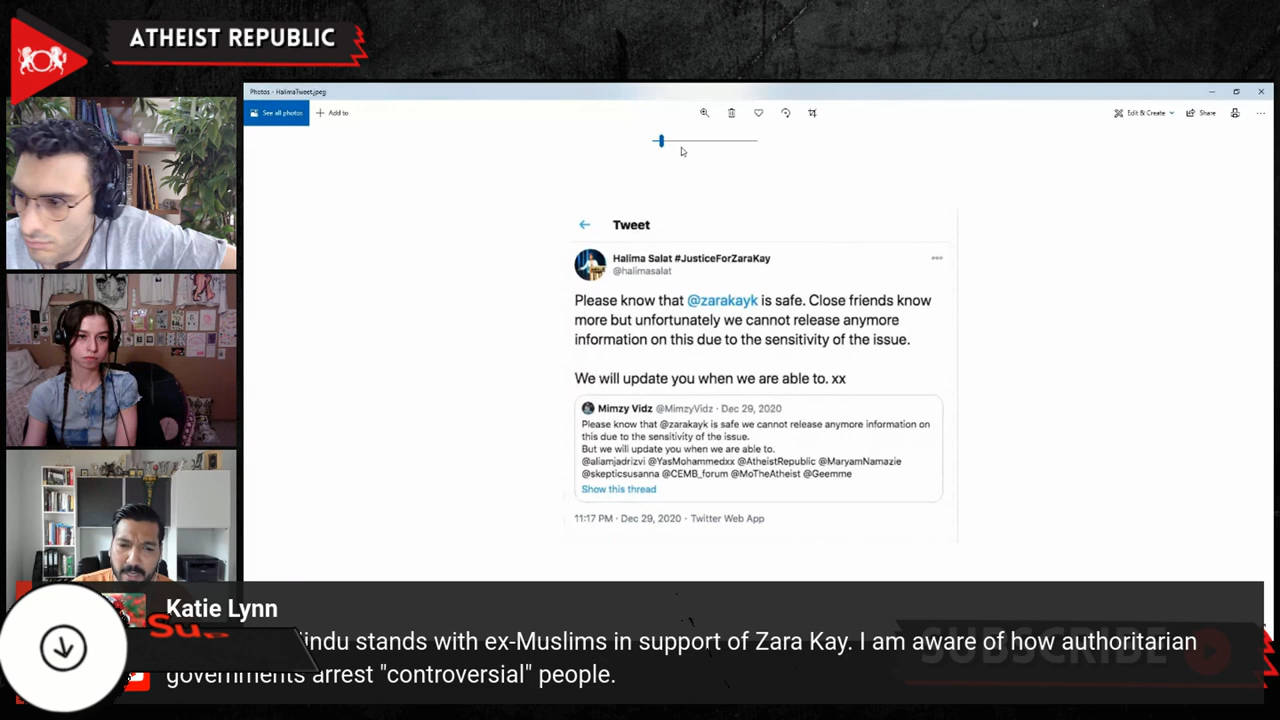 ATHEIST REPUBLIC
Photos - HalimaTweet.jpeg
See all photos
Add to
Edit & Create
Share
Tweet
Halima Salat #JusticeForZaraKay
@halimasalat
Please know that @zarakayk is safe. Close friends know
more but unfortunately we cannot release anymore
information on this due to the sensitivity of the issue.
We will update you when we are able to. xx
Mimzy Vidz @MimzyVidz · Dec 29, 2020
Please know that @zarakayk is safe we cannot release anymore information on
this due to the sensitivity of the issue.
But we will update you when we are able to.
@aliamjadrizvi @YasMohammedxx @AtheistRepublic @MaryamNamazie
@skepticsusanna @CEMB_forum @MoTheAtheist @Geemme
Show this thread
11:17 PM · Dec 29, 2020 · Twitter Web App
Katie Lynn
stands with ex-Muslims in support of Zara Kay. I am aware of how authoritarian
governments arrest "controversial" people.
SUBSCRIBE